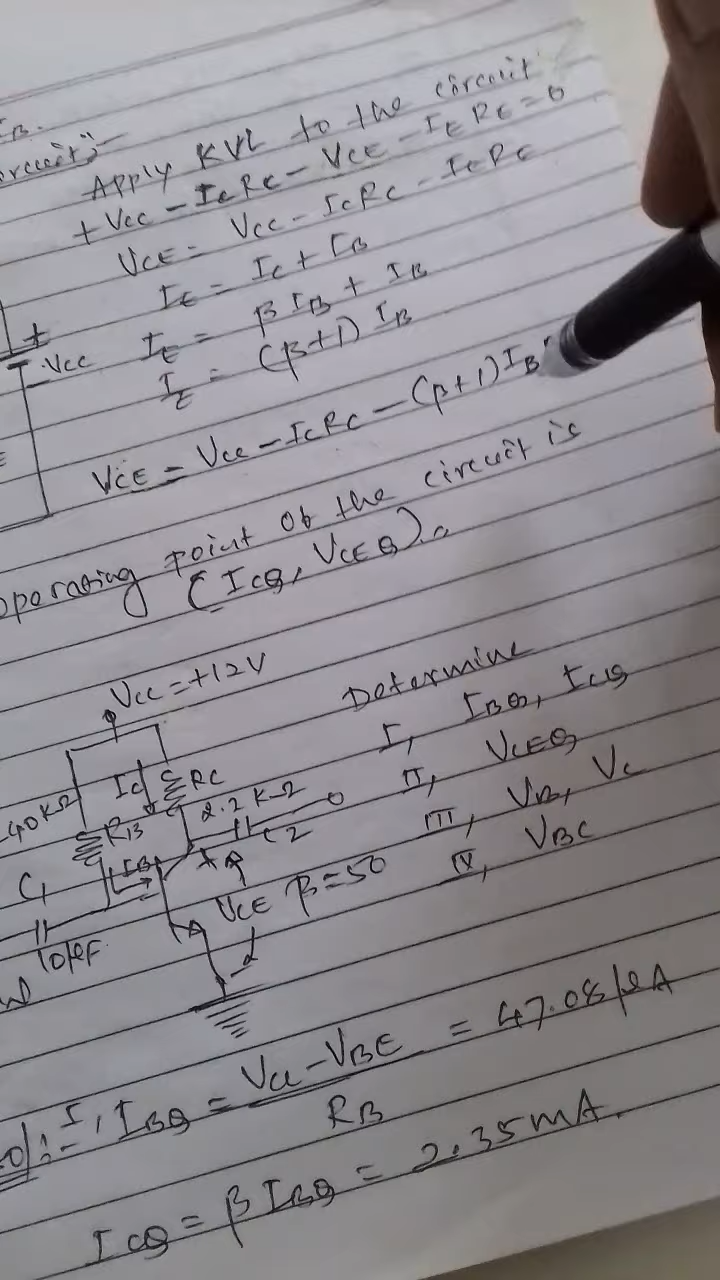 Apply KVL to the circuit
+ Vcc - IcRc - VCE - IERE = 0
VCE = Vcc - IcRc - IERE
IE = Ic + IB
+
Vcc
IE = βIB + IB
IE = (β+1) IB
VCE = Vcc - IcRc - (β+1) IB
operating point of the circuit is
(ICQ, VCEQ).
Vcc = +12V
Determine
I, IBQ, ICQ
II, VCEQ
III, VB, VC
IV, VBC
40KΩ
Ic
RC
2.2 KΩ
RB
C2
C1
IB
+
VCE
β=50
10μF
-
I, IBQ = Vcc - VBE / RB = 47.08 μA
ICQ = β IBQ = 2.35mA.